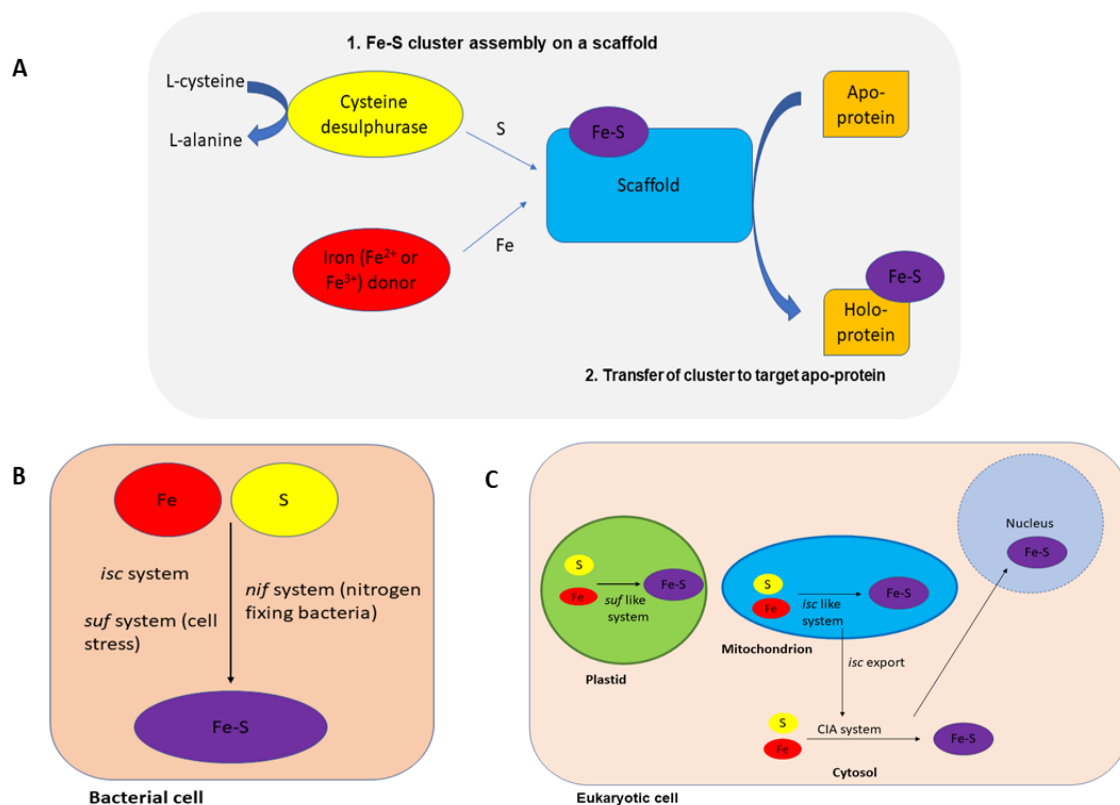 A
1. Fe-S cluster assembly on a scaffold
L-cysteine
L-alanine
Cysteine
desulphurase
S
Fe-S
Scaffold
Apo-
protein
Iron (Fe²⁺ or
Fe³⁺) donor
Fe
Fe-S
Holo-
protein
2. Transfer of cluster to target apo-protein
B
Fe
S
isc system
suf system (cell
stress)
nif system (nitrogen
fixing bacteria)
Fe-S
Bacterial cell
C
Nucleus
Fe-S
S
Fe
suf like
system
Fe-S
Plastid
S
Fe
isc like
system
Fe-S
Mitochondrion
isc export
S
Fe
CIA system
Fe-S
Cytosol
Eukaryotic cell